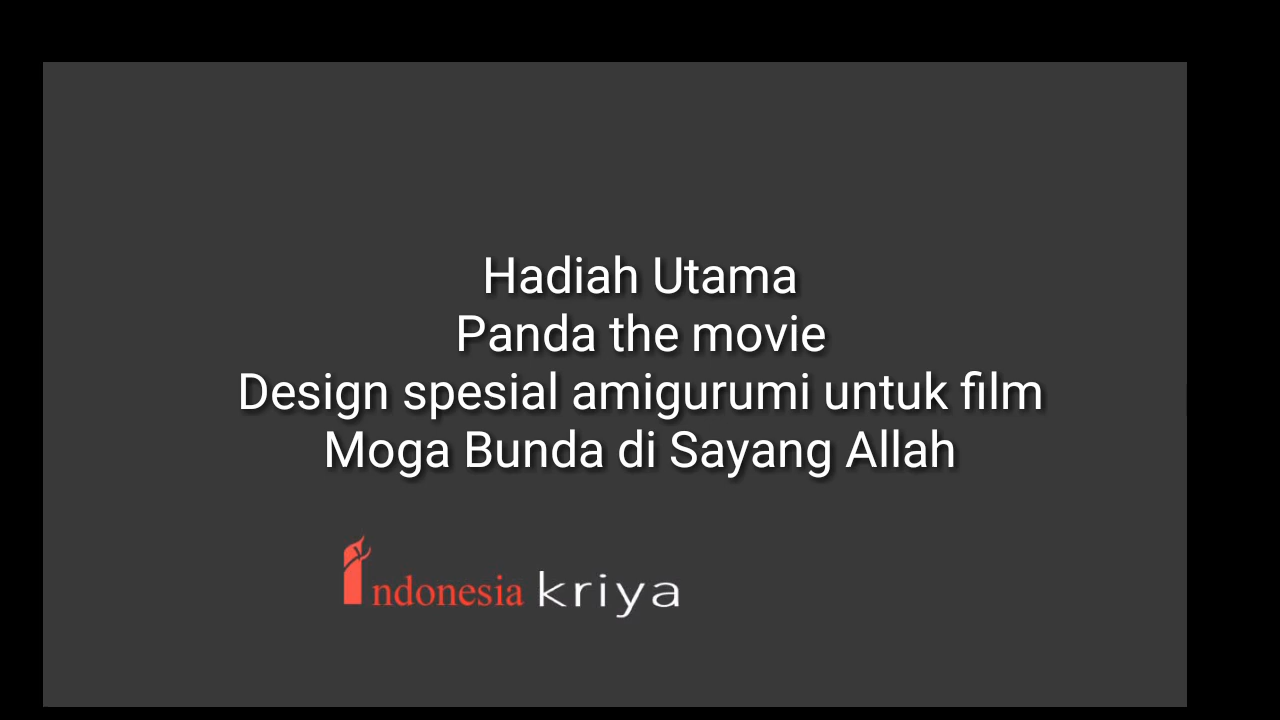 Hadiah Utama
Panda the movie
Design spesial amigurumi untuk film
Moga Bunda di Sayang Allah
Indonesia kriya